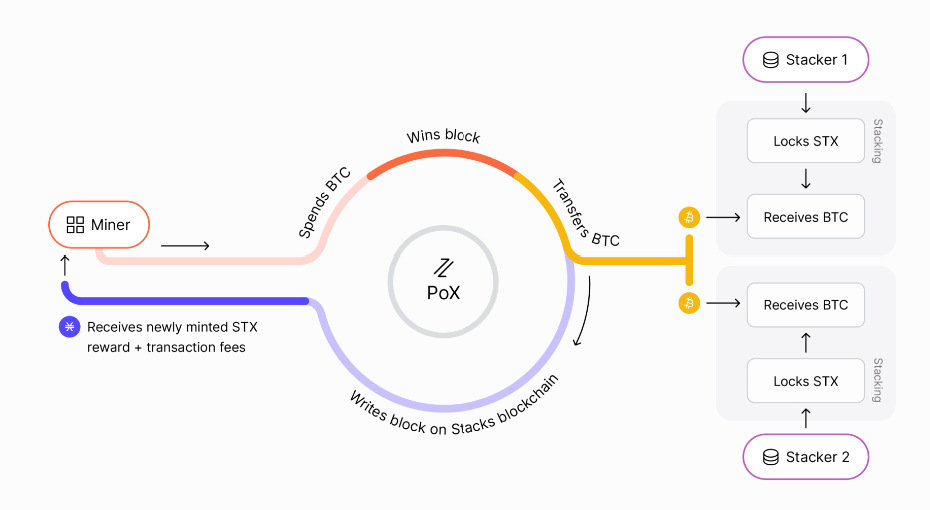 Stacker 1
Locks STX
Stacking
Receives BTC
Wins block
Spends BTC
Transfers BTC
Miner
PoX
Receives newly minted STX
reward + transaction fees
Writes block on Stacks blockchain
Receives BTC
Locks STX
Stacking
Stacker 2